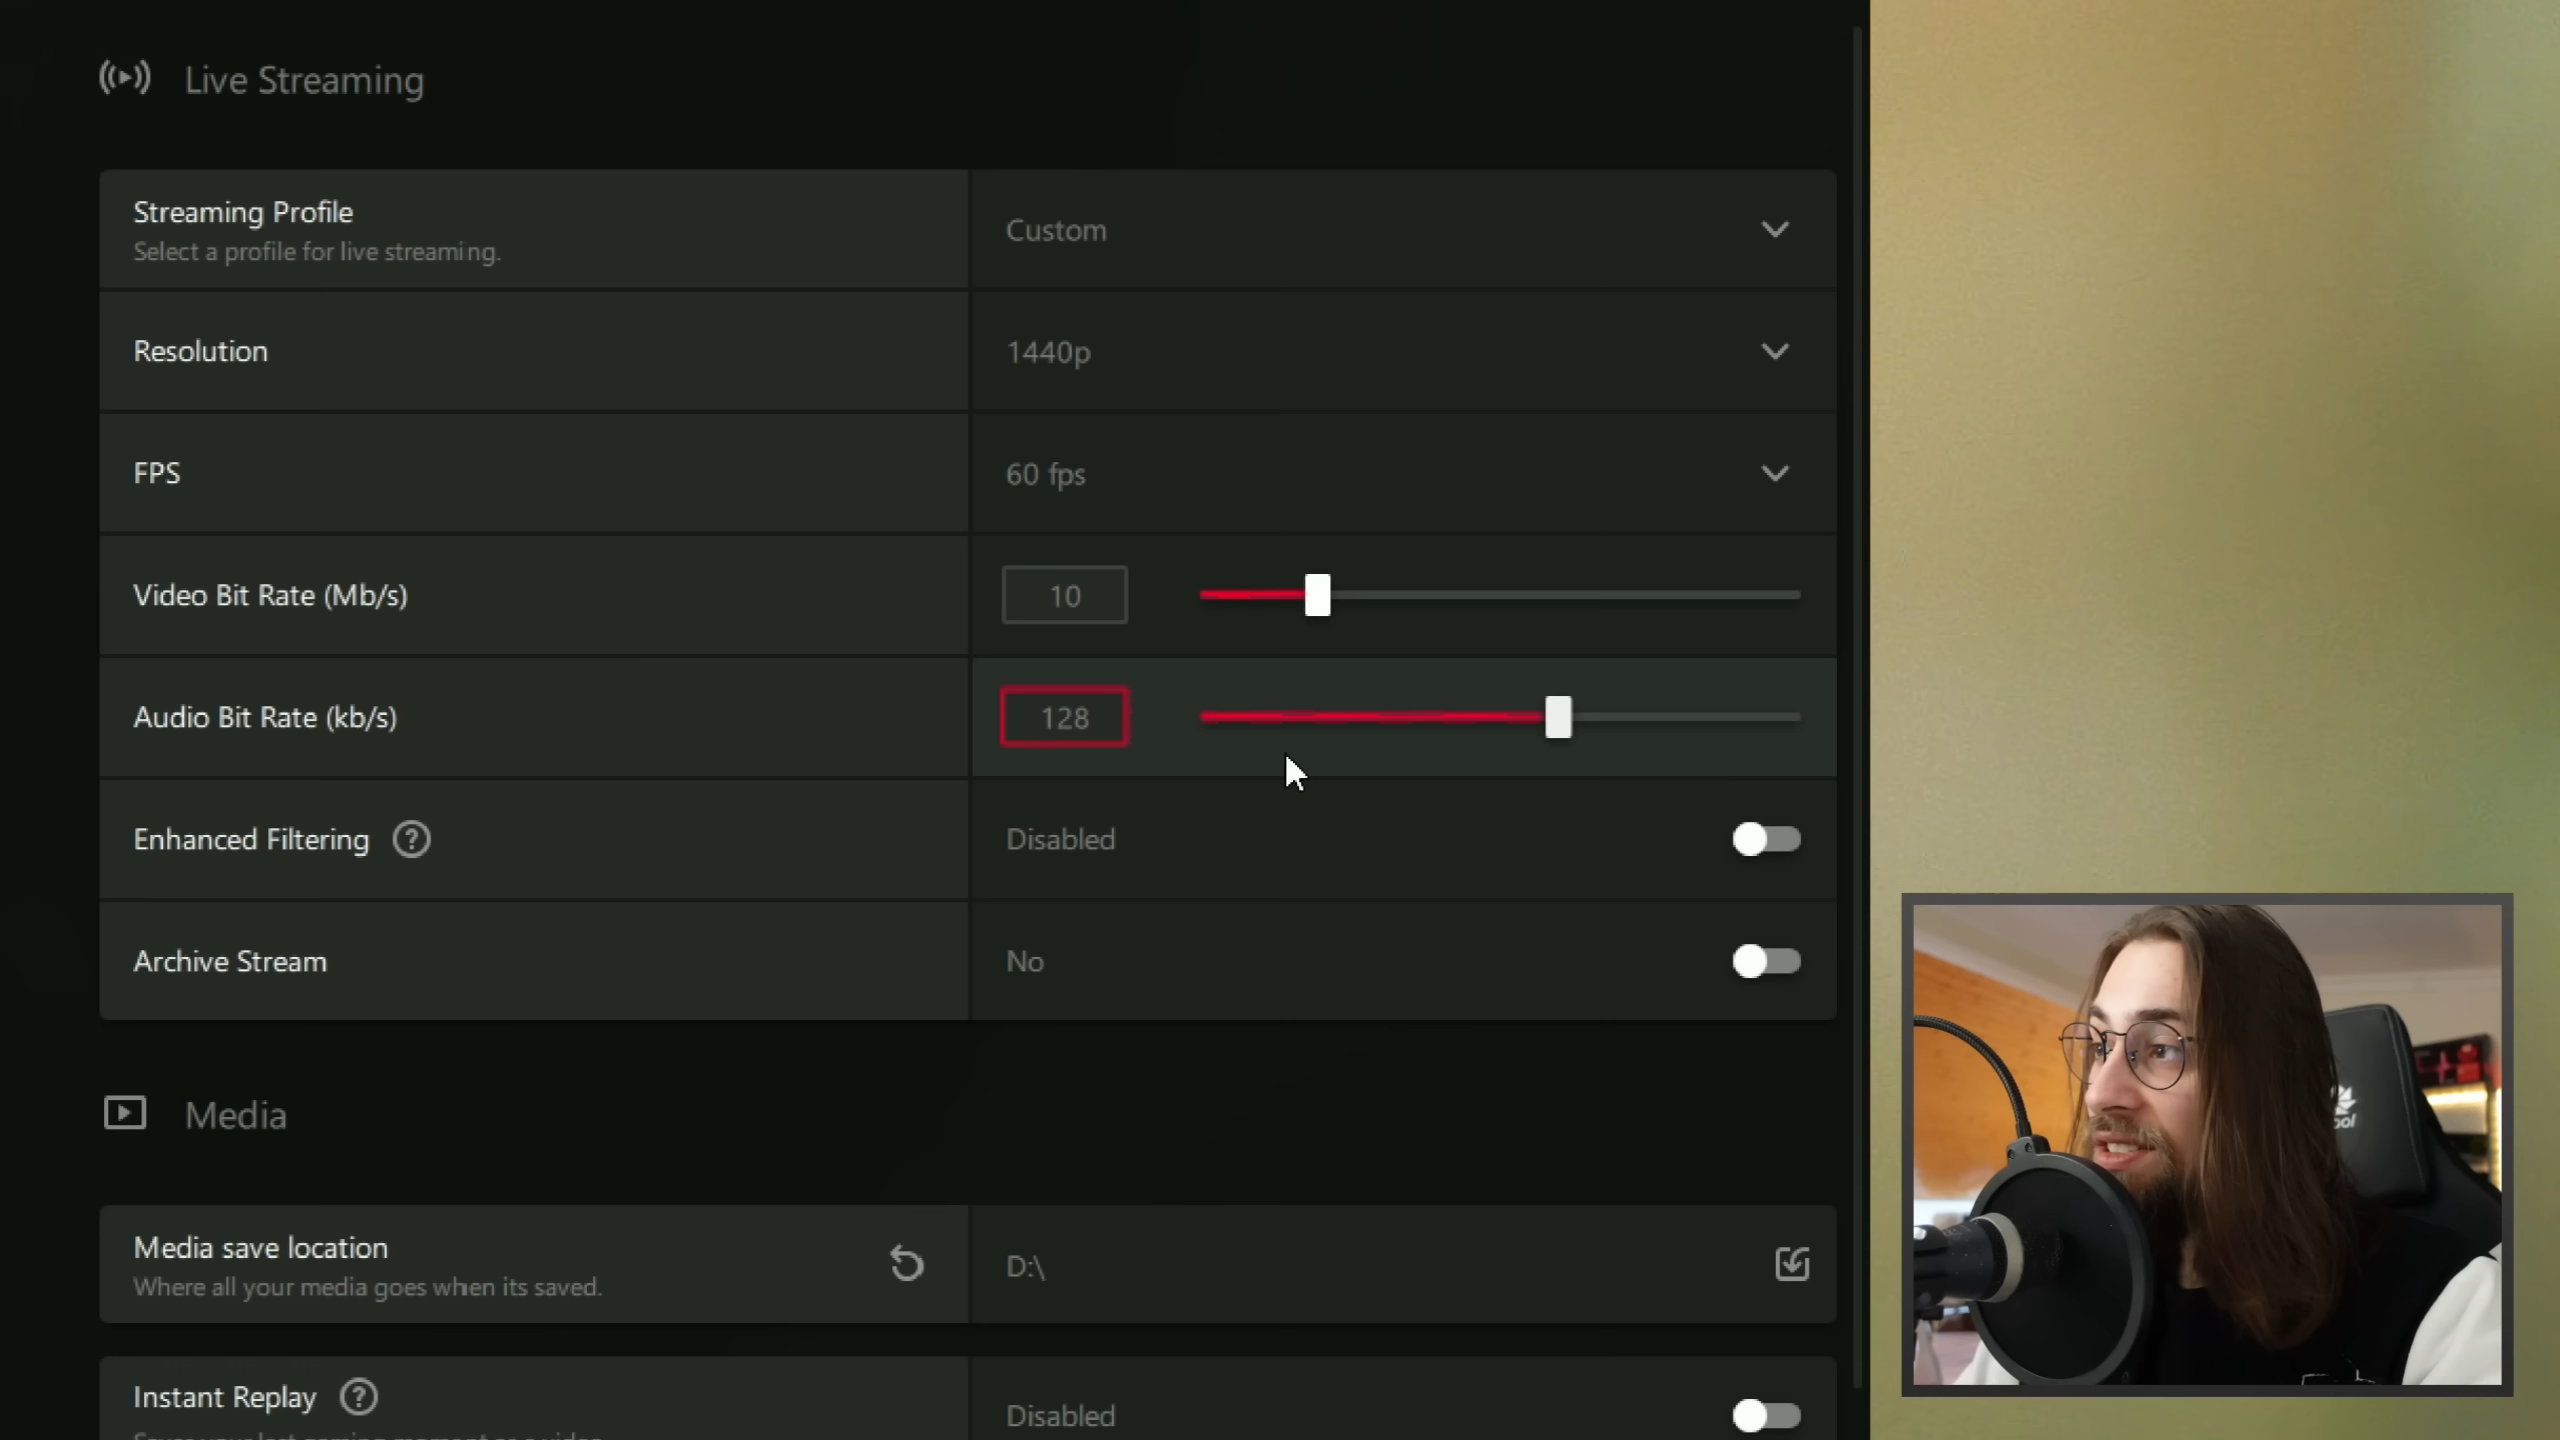 Live Streaming
Streaming Profile
Select a profile for live streaming.
Custom
Resolution
1440p
FPS
60 fps
Video Bit Rate (Mb/s)
10
Audio Bit Rate (kb/s)
128
Enhanced Filtering ?
Disabled
Archive Stream
No
Media
Media save location
Where all your media goes when its saved.
D:\
Instant Replay ?
Disabled